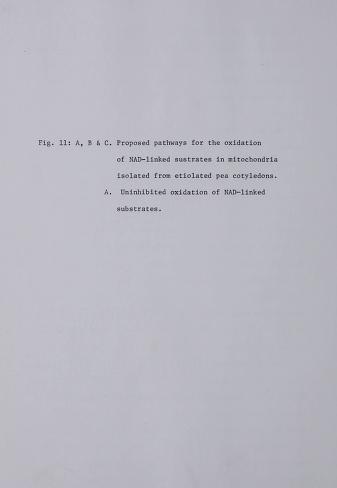 Fig. 11: A, B & C. Proposed pathways for the oxidation
of NAD-linked sustrates in mitochondria
isolated from etiolated pea cotyledons.
A. Uninhibited oxidation of NAD-linked
substrates.